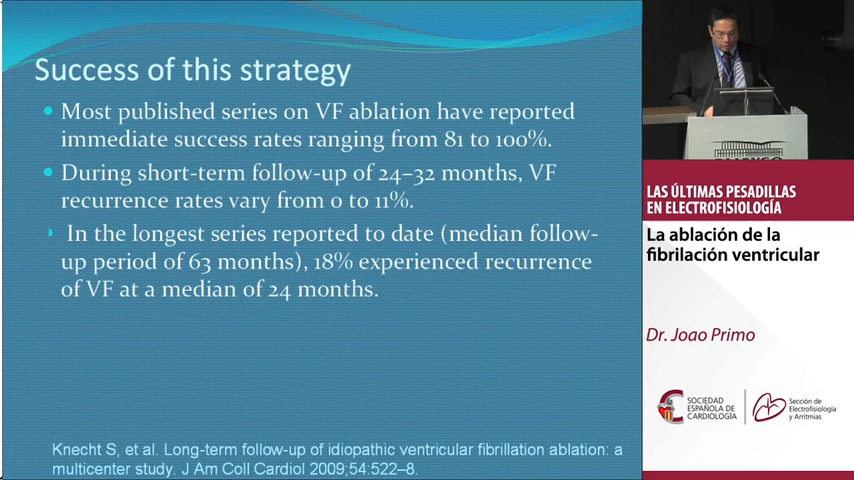 Success of this strategy
Most published series on VF ablation have reported
immediate success rates ranging from 81 to 100%.
During short-term follow-up of 24–32 months, VF
recurrence rates vary from 0 to 11%.
In the longest series reported to date (median follow-
up period of 63 months), 18% experienced recurrence
of VF at a median of 24 months.
Knecht S, et al. Long-term follow-up of idiopathic ventricular fibrillation ablation: a
multicenter study. J Am Coll Cardiol 2009;54:522–8.
LAS ÚLTIMAS PESADILLAS
EN ELECTROFISIOLOGÍA
La ablación de la
fibrilación ventricular
Dr. Joao Primo
SOCIEDAD
ESPAÑOLA DE
CARDIOLOGÍA
Sección de
Electrofisiología
y Arritmias